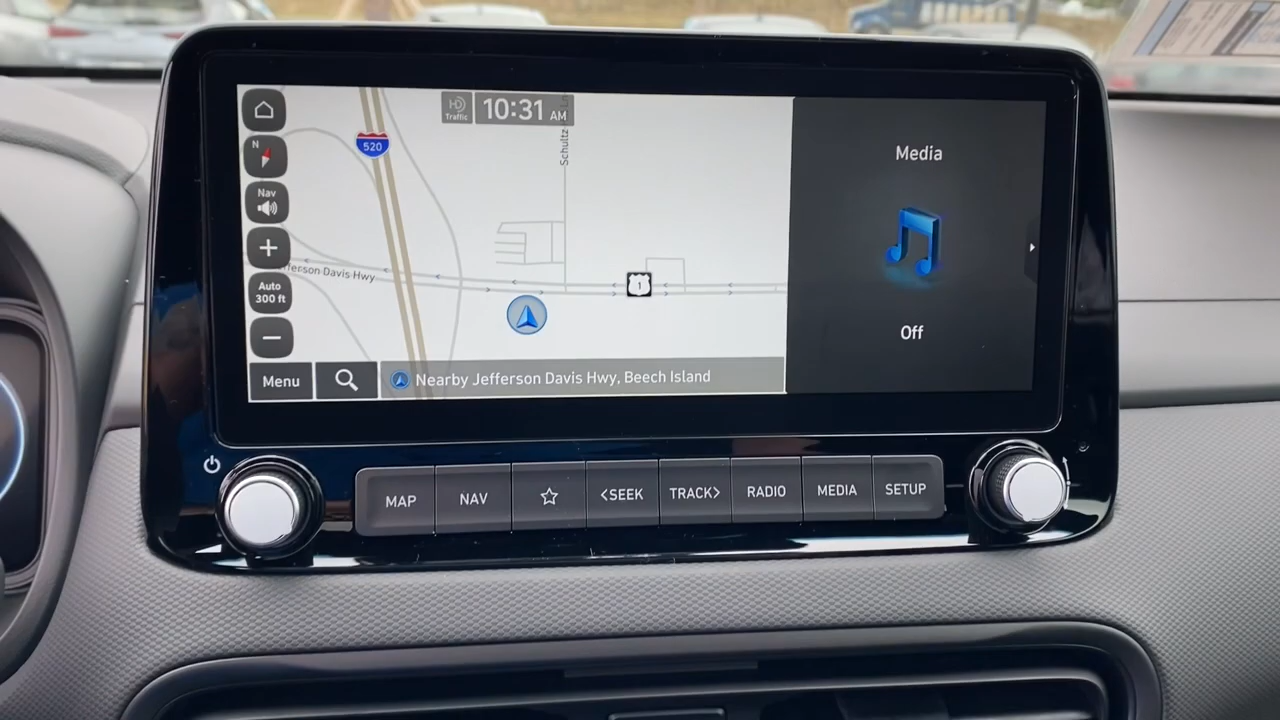 HD Traffic
10:31 AM
N
520
Schultz
Nav
Media
Auto
300 ft
ferson Davis Hwy
1
Off
Menu
Nearby Jefferson Davis Hwy, Beech Island
MAP
NAV
<SEEK
TRACK>
RADIO
MEDIA
SETUP